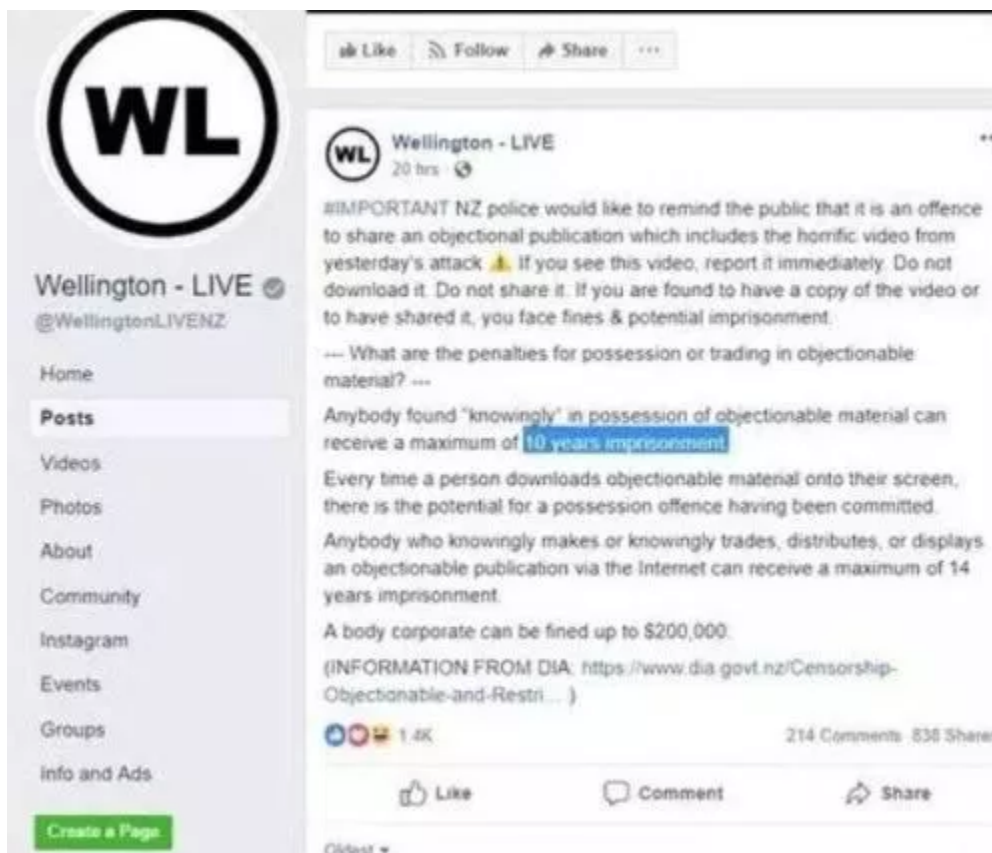 WL
Wellington - LIVE
@WellingtonLIVENZ
Home
Posts
Videos
Photos
About
Community
Instagram
Events
Groups
Info and Ads
Create a Page
Like
Follow
Share
WL
Wellington - LIVE
20 hrs
#IMPORTANT NZ police would like to remind the public that it is an offence
to share an objectional publication which includes the horrific video from
yesterday's attack ⚠ If you see this video, report it immediately. Do not
download it. Do not share it. If you are found to have a copy of the video or
to have shared it, you face fines & potential imprisonment.
--- What are the penalties for possession or trading in objectionable
material? ---
Anybody found "knowingly" in possession of objectionable material can
receive a maximum of 10 years imprisonment
Every time a person downloads objectionable material onto their screen,
there is the potential for a possession offence having been committed.
Anybody who knowingly makes or knowingly trades, distributes, or displays
an objectionable publication via the Internet can receive a maximum of 14
years imprisonment.
A body corporate can be fined up to $200,000.
(INFORMATION FROM DIA: https://www.dia.govt.nz/Censorship-
Objectionable-and-Restri... )
1.4K
214 Comments 838 Shares
Like
Comment
Share
Oldest